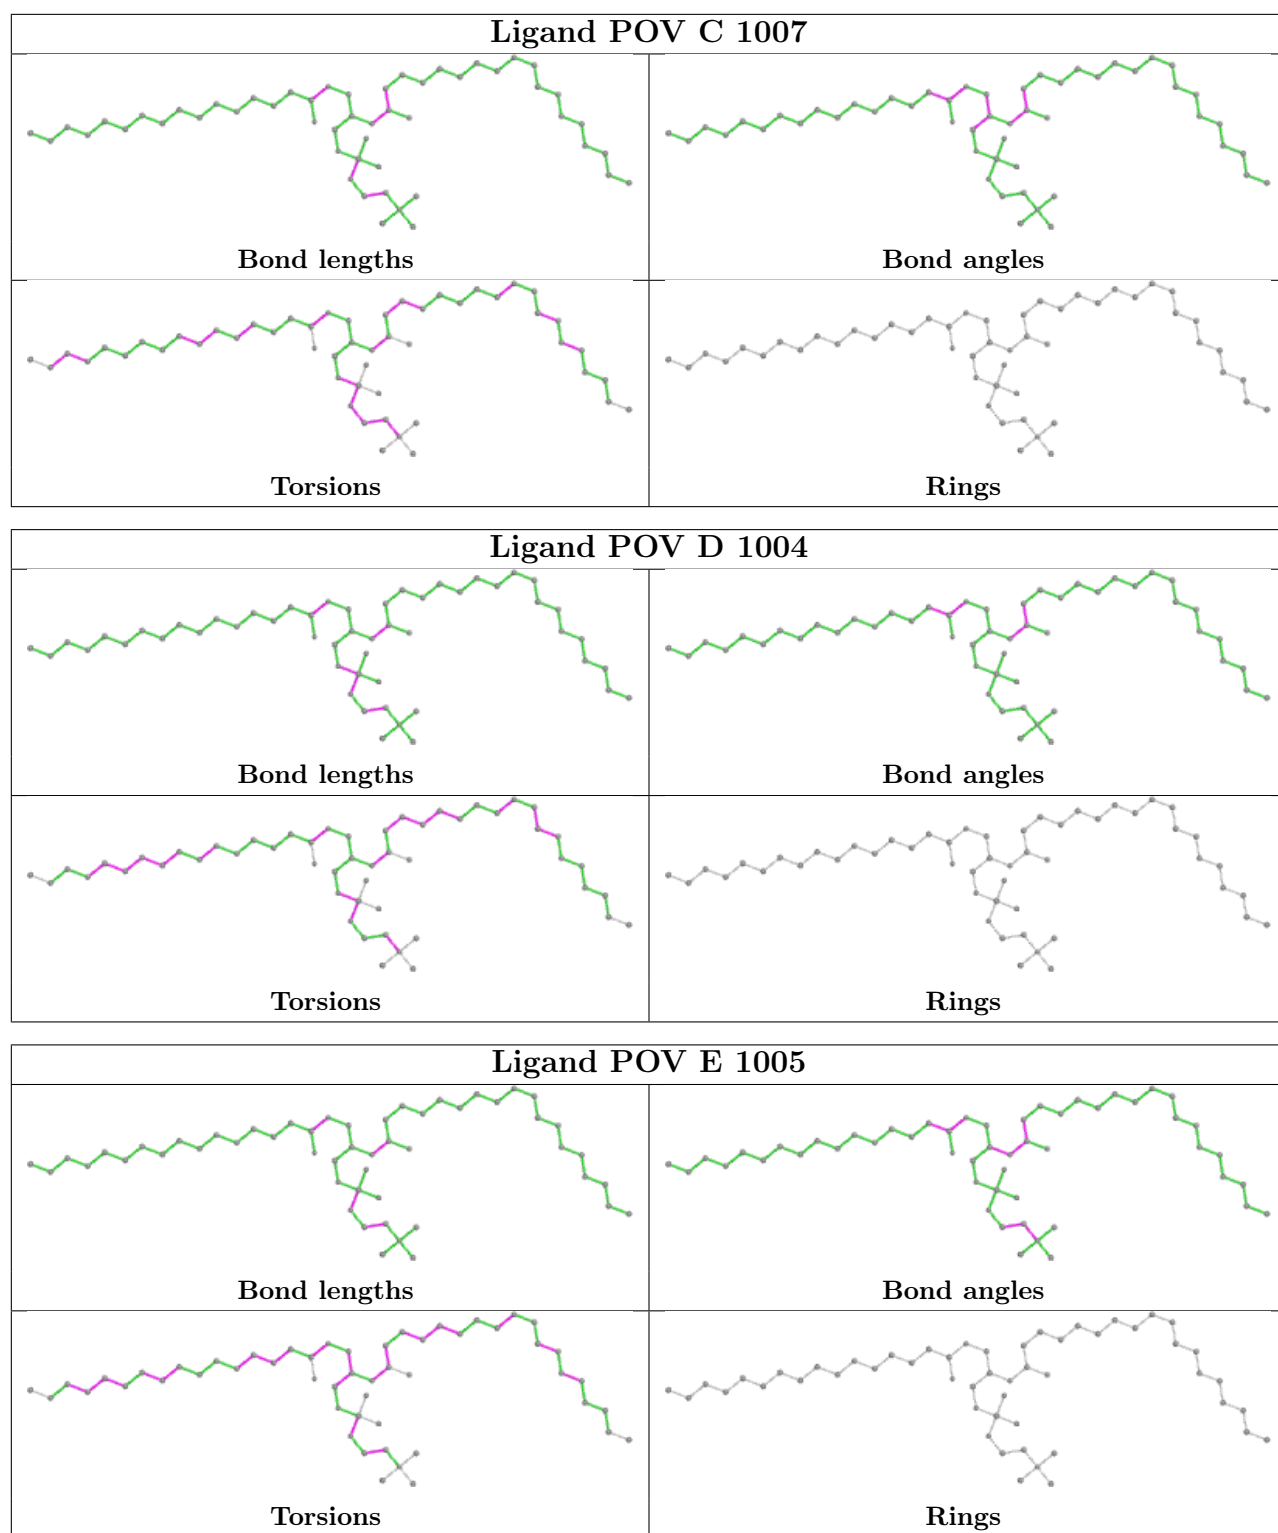 Ligand POV C 1007
Bond lengths
Bond angles
Torsions
Rings
Ligand POV D 1004
Bond lengths
Bond angles
Torsions
Rings
Ligand POV E 1005
Bond lengths
Bond angles
Torsions
Rings